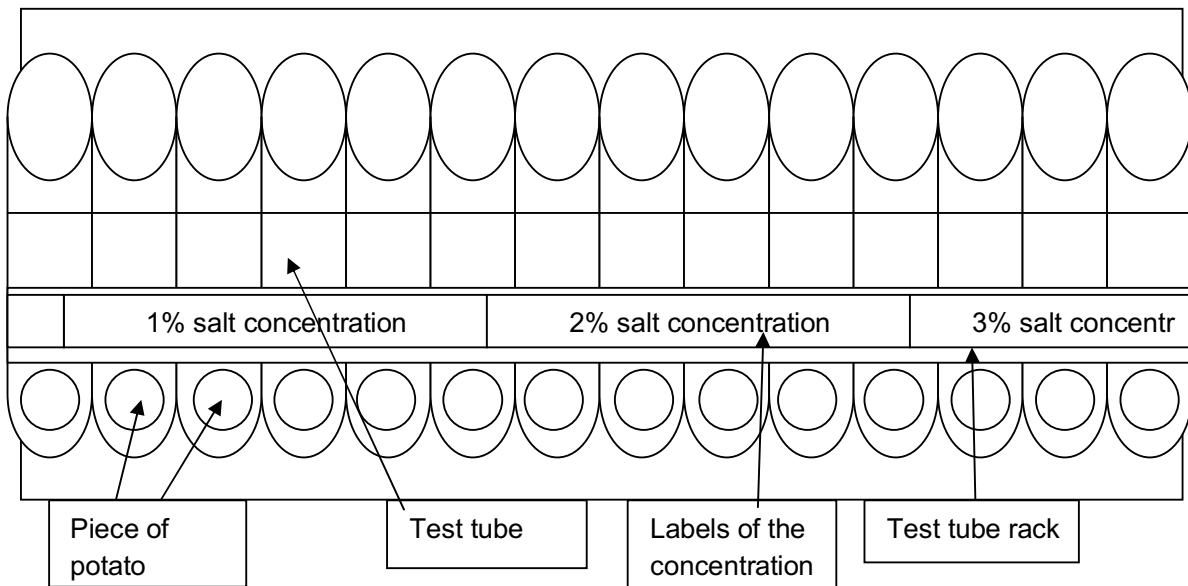 1% salt concentration
2% salt concentration
3% salt concentr
Piece of
potato
Test tube
Labels of the
concentration
Test tube rack